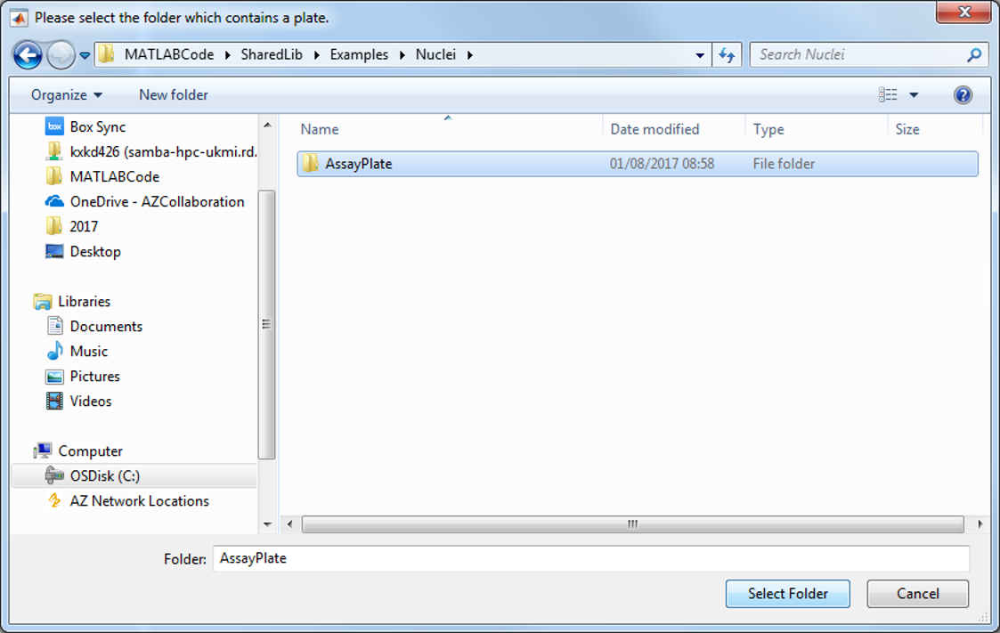 Please select the folder which contains a plate.
MATLABCode SharedLib Examples Nuclei
Search Nuclei
Organize New folder
Name Date modified Type Size
AssayPlate 01/08/2017 08:58 File folder
box Box Sync
kxkd426 (samba-hpc-ukmi.rd.
MATLABCode
OneDrive - AZCollaboration
2017
Desktop
Libraries
Documents
Music
Pictures
Videos
Computer
OSDisk (C:)
AZ Network Locations
Folder: AssayPlate
Select Folder Cancel